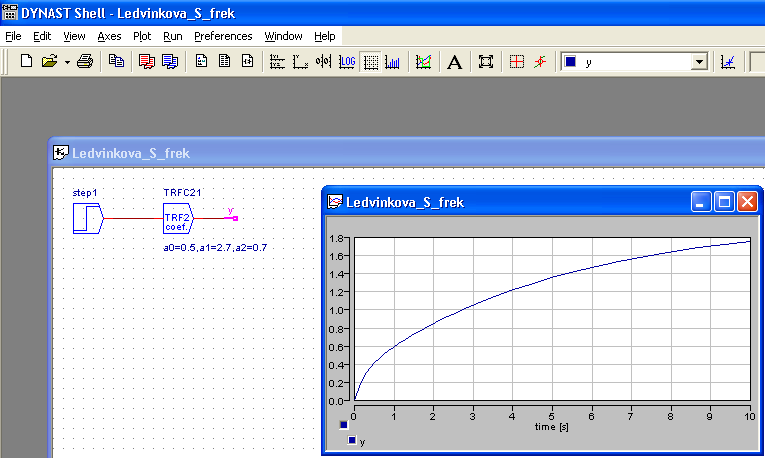 DYNAST Shell - Ledvinkova_S_frek
File Edit View Axes Plot Run Preferences Window Help
LOG A y
Ledvinkova_S_frek
step1 TRFC21
y
TRF2
coef.
a0=0.5,a1=2.7,a2=0.7
Ledvinkova_S_frek
1.8
1.6
1.4
1.2
1.0
0.8
0.6
0.4
0.2
0.0
0 1 2 3 4 5 6 7 8 9 10
time [s]
y